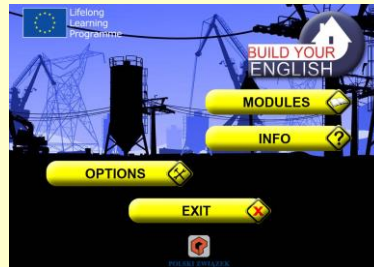 Lifelong
Learning
Programme
BUILD YOUR
ENGLISH
MODULES
INFO
?
OPTIONS
EXIT
POLSKI ZWIĄZEK